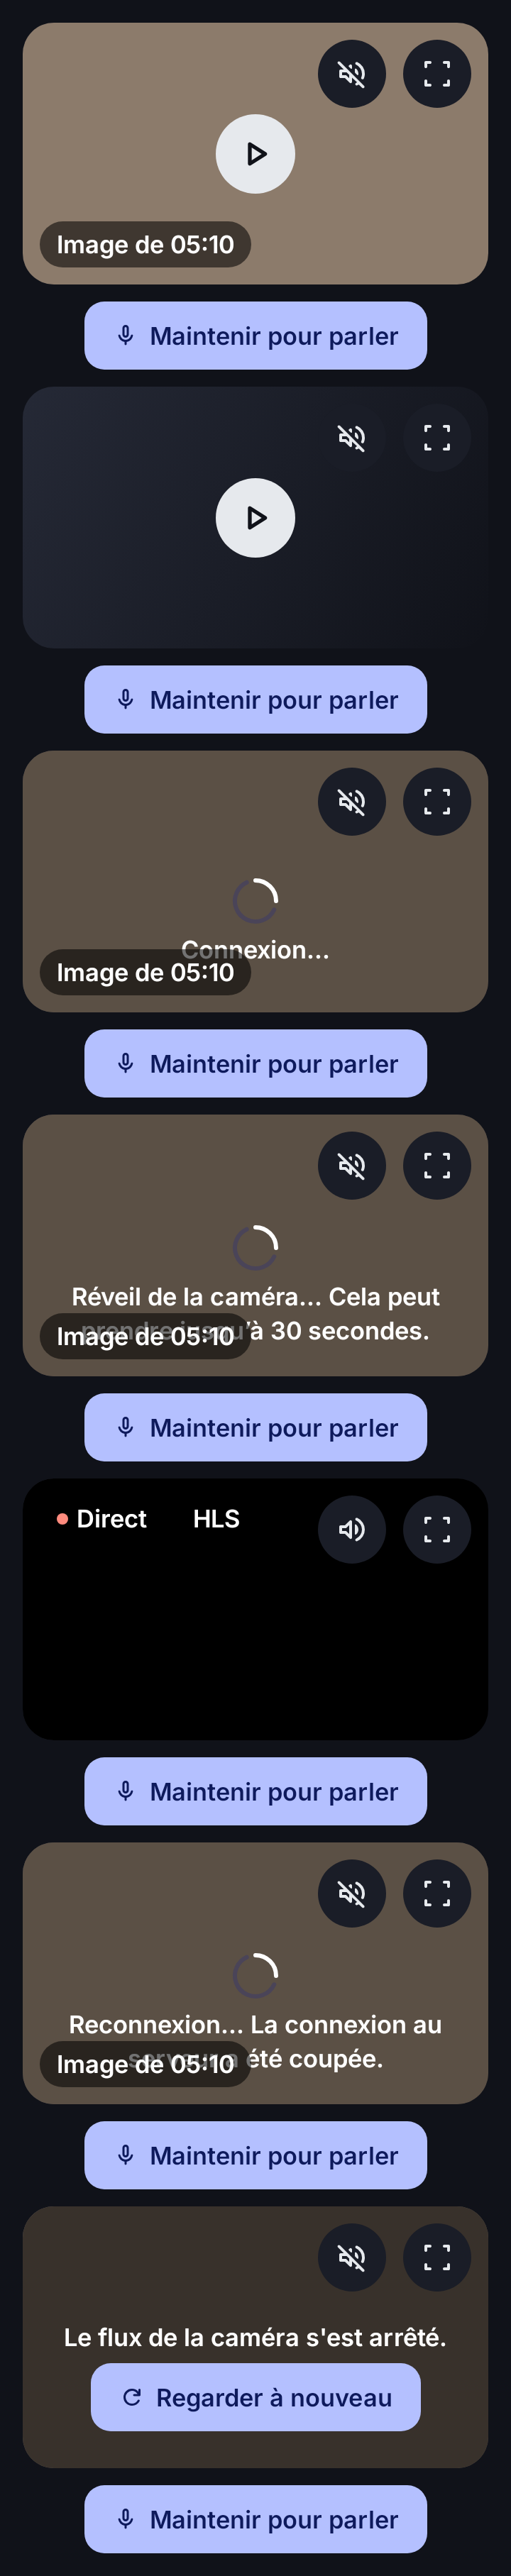 Image de 05:10
Maintenir pour parler
Maintenir pour parler
Connexion…
Image de 05:10
Maintenir pour parler
Réveil de la caméra… Cela peut
prendre jusqu'à 30 secondes.
Image de 05:10
Maintenir pour parler
Direct HLS
Maintenir pour parler
Reconnexion… La connexion au
serveur a été coupée.
Image de 05:10
Maintenir pour parler
Le flux de la caméra s'est arrêté.
Regarder à nouveau
Maintenir pour parler